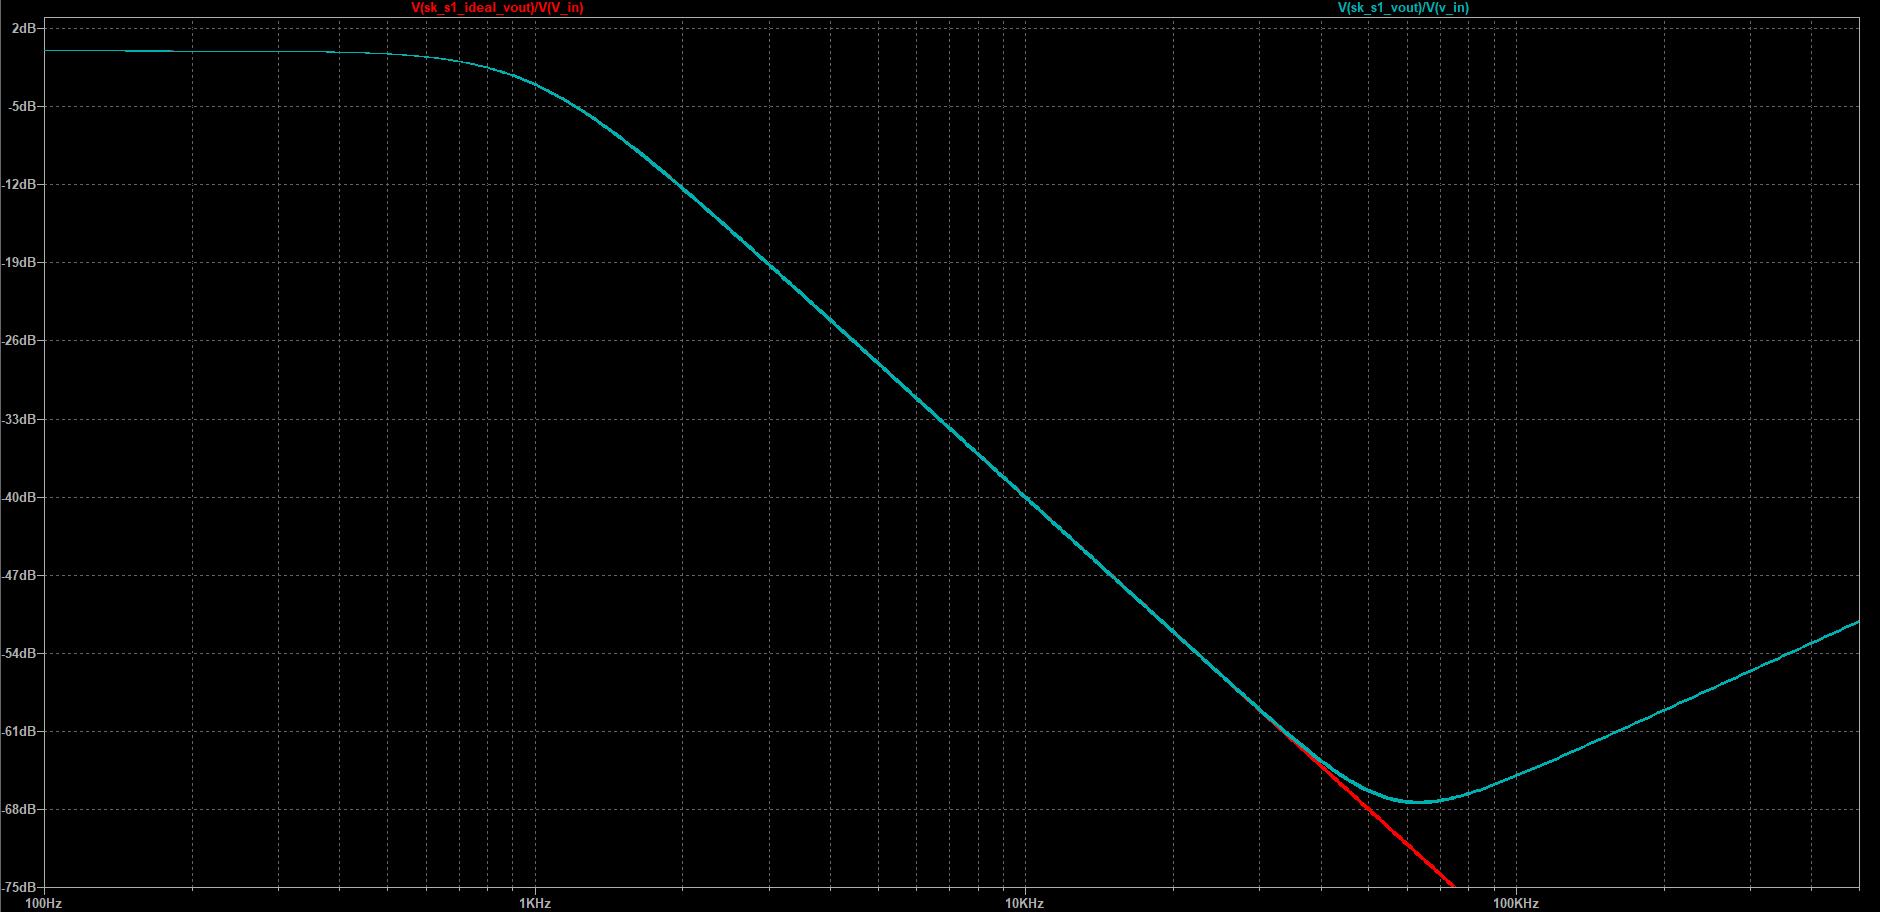 V(sk_s1_ideal_vout)/V(V_in)
V(sk_s1_vout)/V(v_in)
2dB
-5dB
-12dB
-19dB
-26dB
-33dB
-40dB
-47dB
-54dB
-61dB
-68dB
-75dB
100Hz
1KHz
10KHz
100KHz